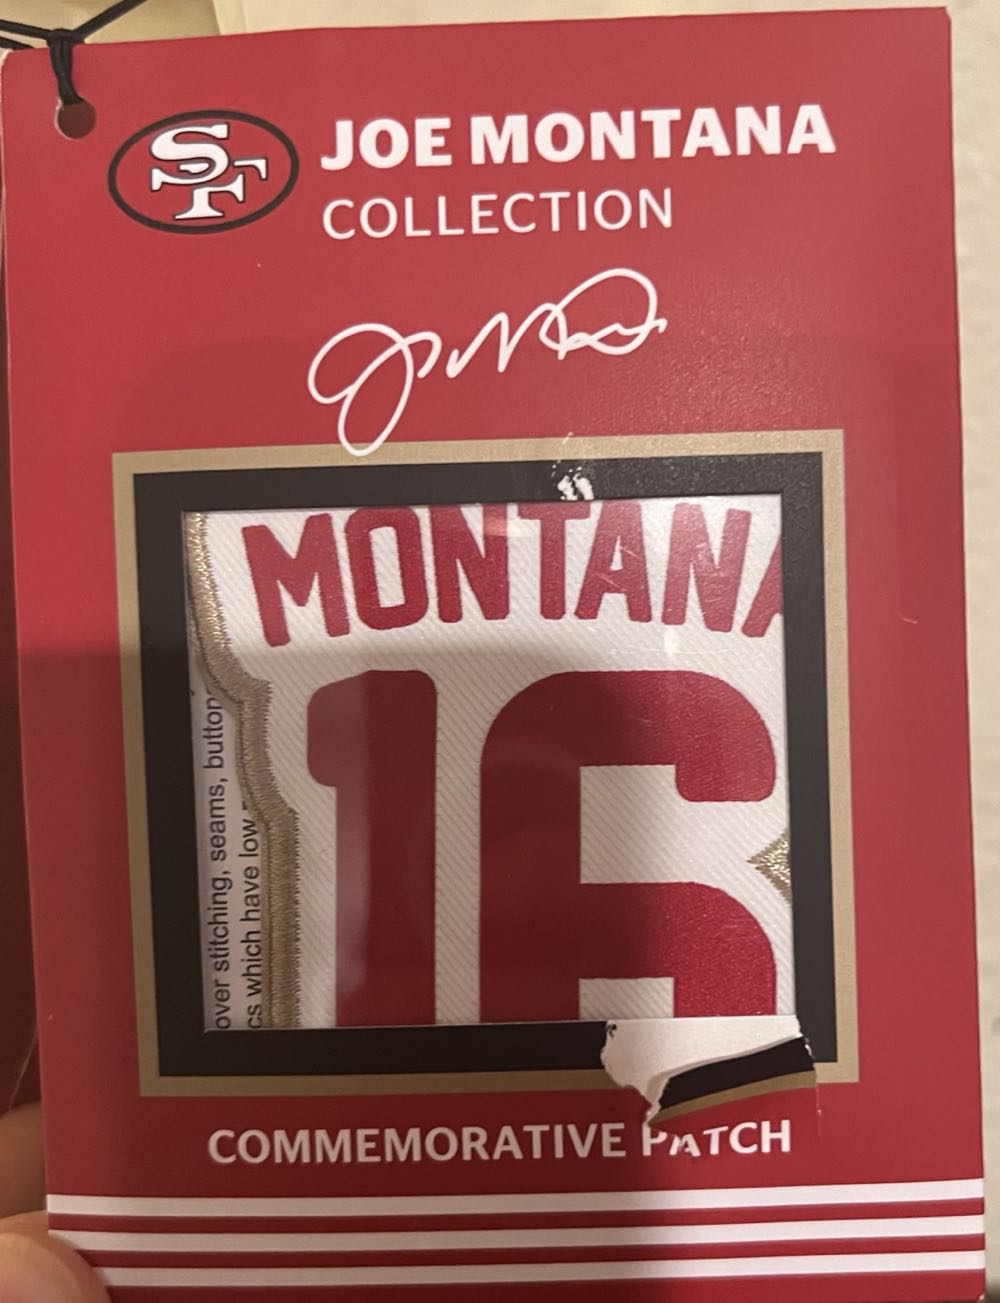 SF
JOE MONTANA
COLLECTION
MONTANA
16
over stitching, seams, button
cs which have low
COMMEMORATIVE PATCH